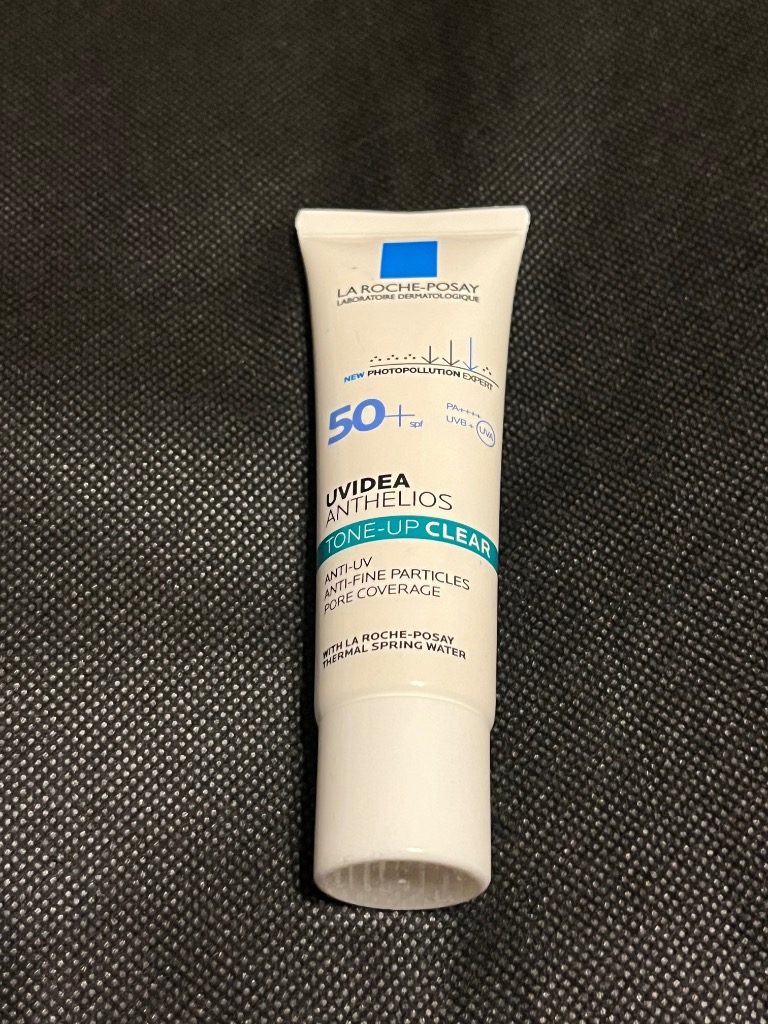 LA ROCHE-POSAY
LABORATOIRE DERMATOLOGIQUE
NEW PHOTOPOLLUTION EXPERT
50+ spf
PA++++
UVB + UVA
UVIDEA
ANTHELIOS
TONE-UP CLEAR
ANTI-UV
ANTI-FINE PARTICLES
PORE COVERAGE
WITH LA ROCHE-POSAY
THERMAL SPRING WATER